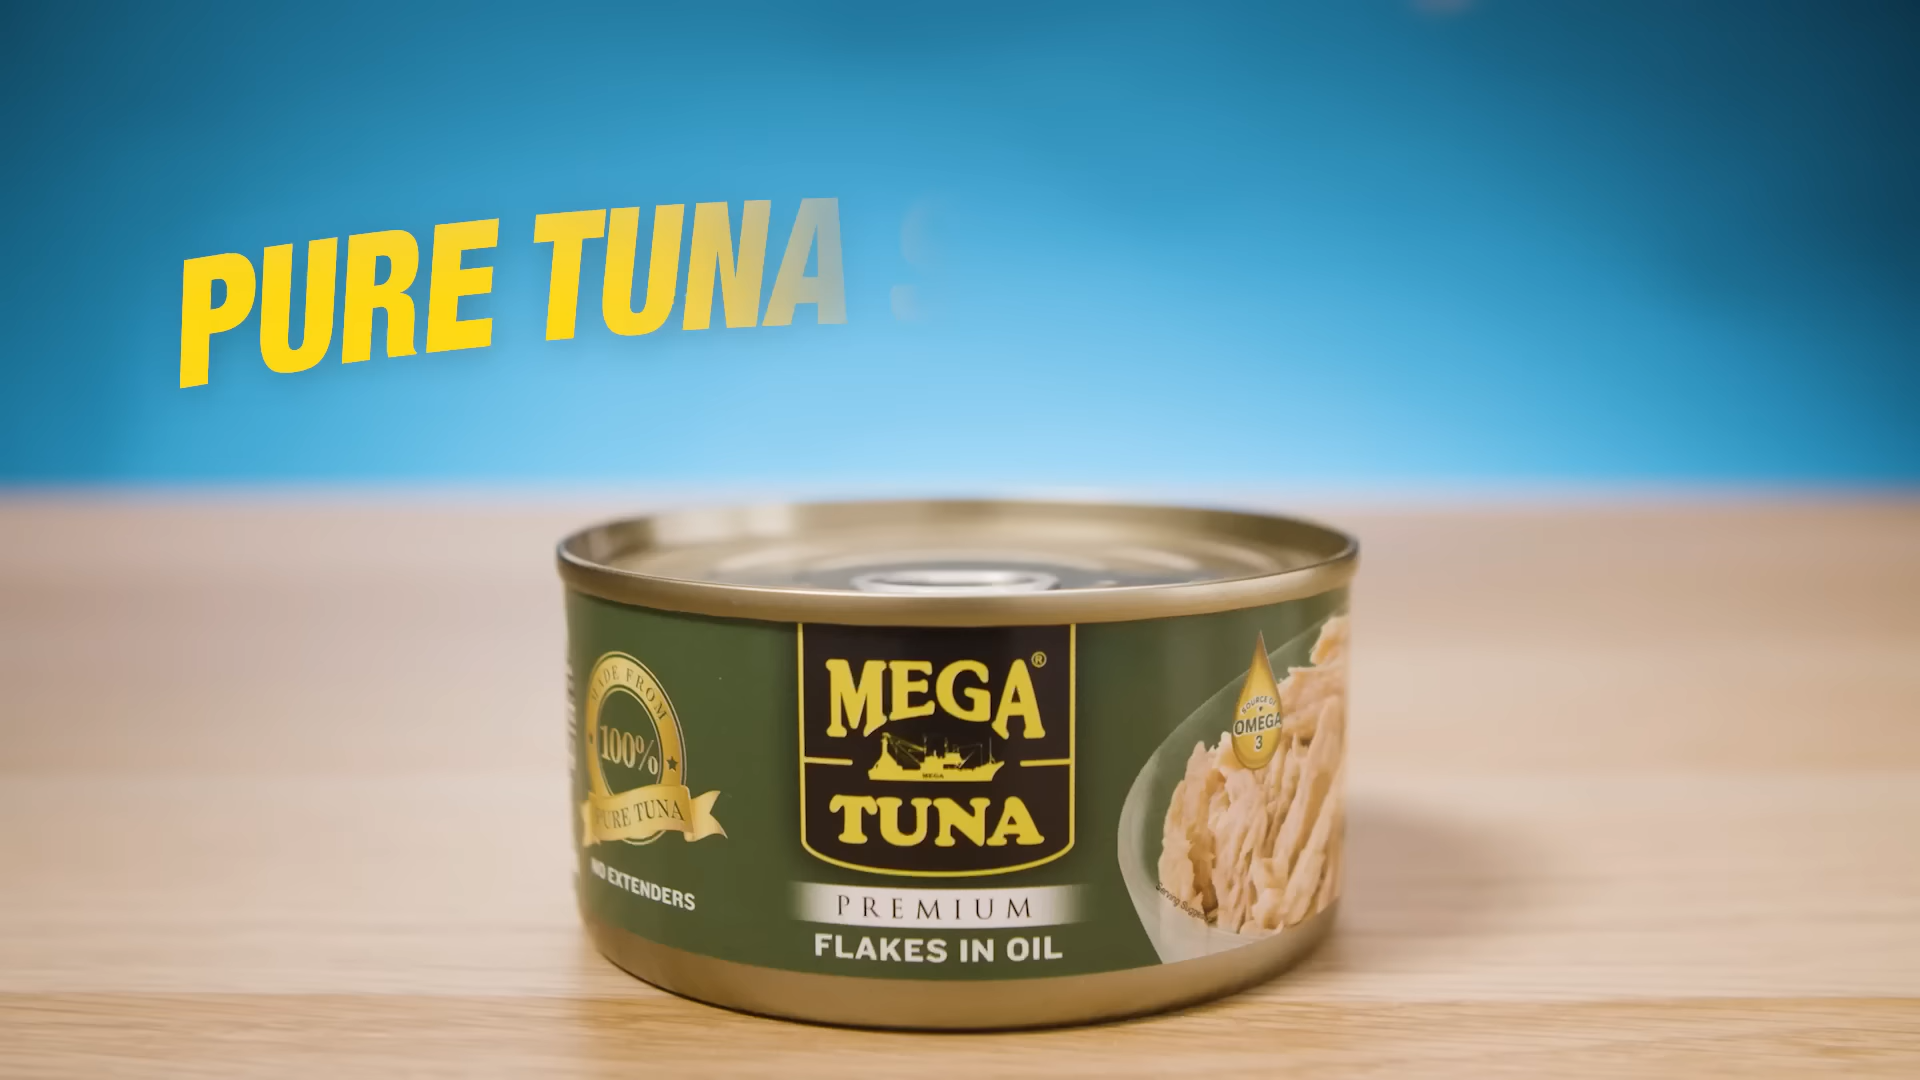 PURE TUNA S
MADE FROM
100%
PURE TUNA
NO EXTENDERS
MEGA®
MEGA
TUNA
PREMIUM
FLAKES IN OIL
SOURCE OF
OMEGA
3
Serving